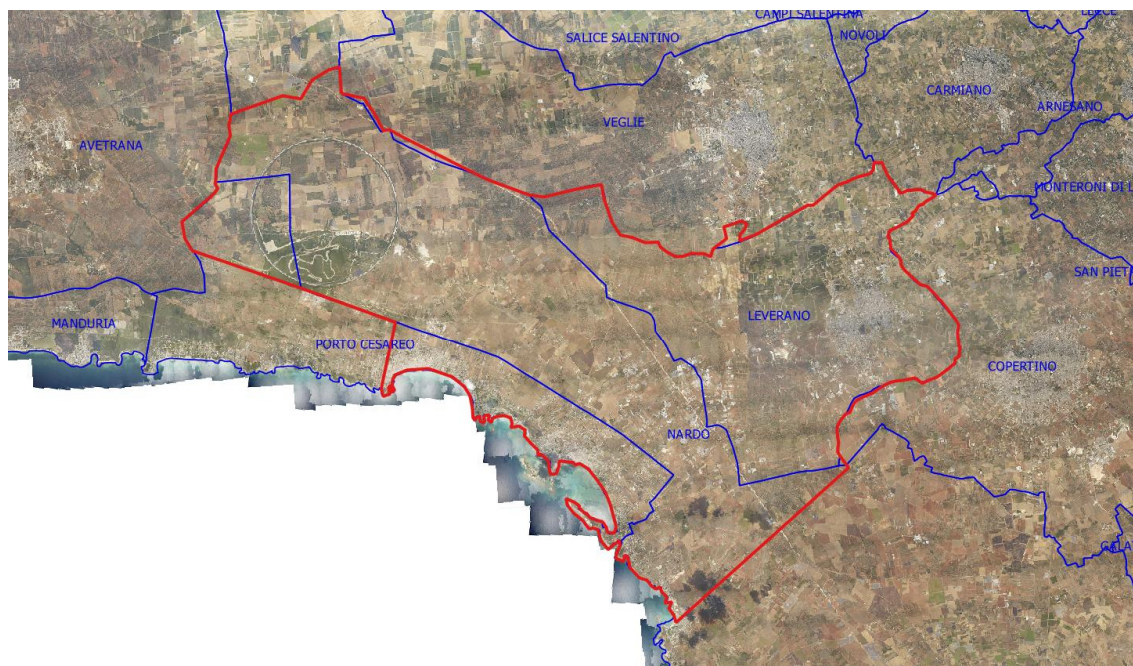 CAMPI SALENTINA
LECCE
SALICE SALENTINO
NOVOLI
CARMIANO
ARNESANO
VEGLIE
AVETRANA
MONTERONI DI L
SAN PIET
LEVERANO
MANDURIA
PORTO CESAREO
COPERTINO
NARDO
GALA